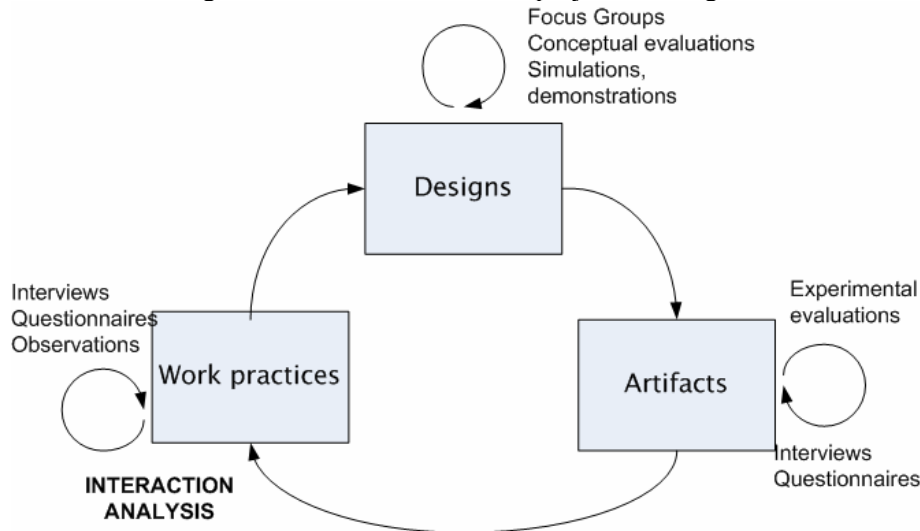 Focus Groups
Conceptual evaluations
Simulations,
demonstrations
Designs
Interviews
Questionnaires
Observations
Experimental
evaluations
Work practices
Artifacts
Interviews
Questionnaires
INTERACTION
ANALYSIS